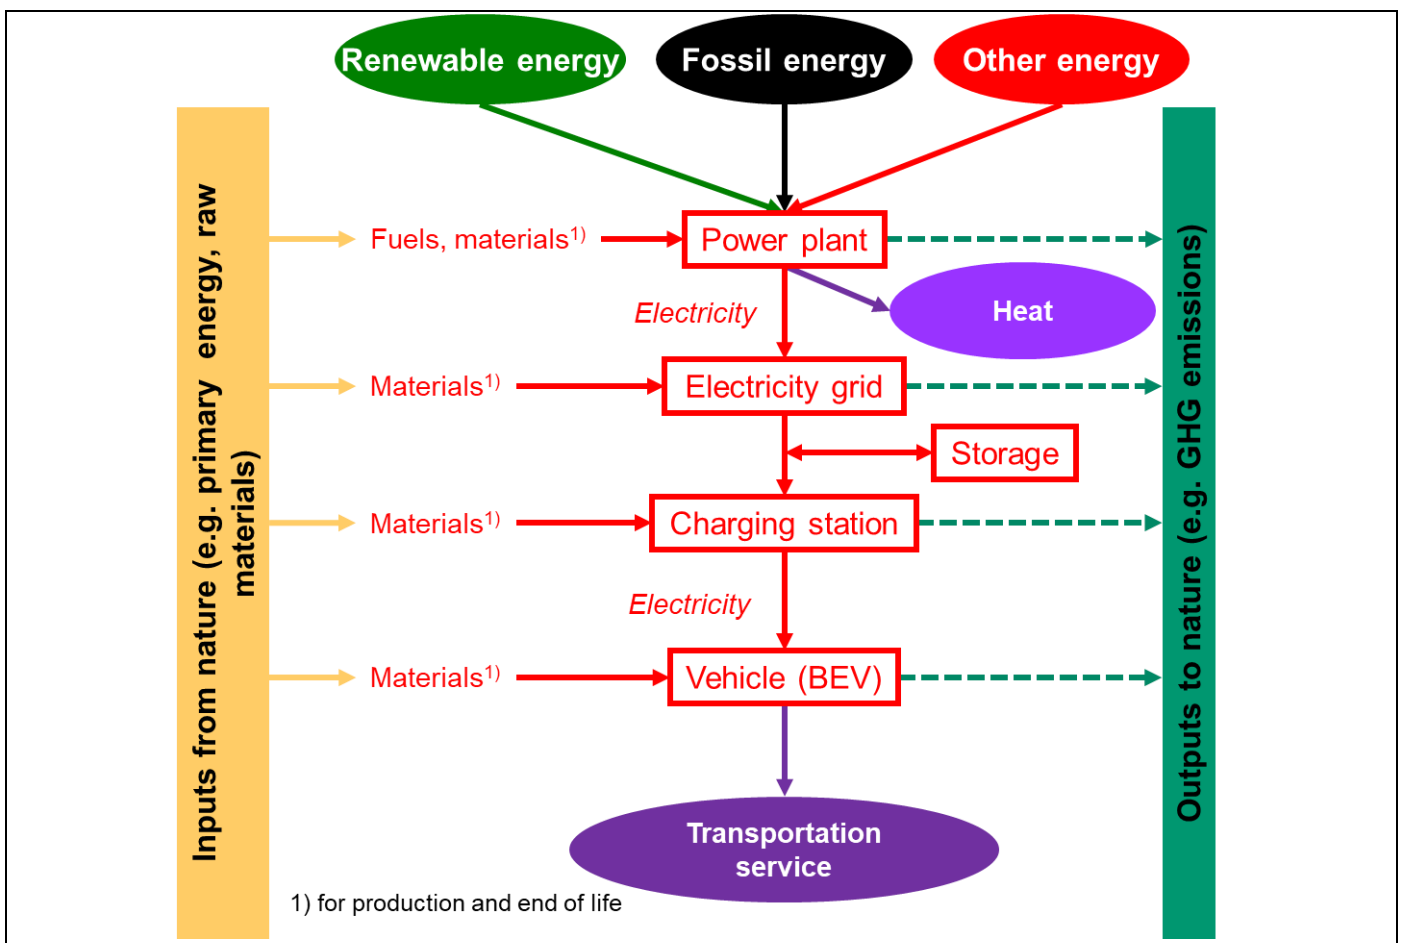 Renewable energy
Fossil energy
Other energy
Inputs from nature (e.g. primary energy, raw
materials)
Outputs to nature (e.g. GHG emissions)
Fuels, materials1)
Power plant
Heat
Electricity
Materials1)
Electricity grid
Storage
Materials1)
Charging station
Electricity
Materials1)
Vehicle (BEV)
Transportation
service
1) for production and end of life